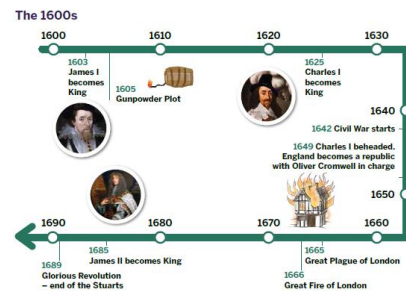 The 1600s
1600
1610
1620
1630
1603
James I
becomes
King
1605
Gunpowder Plot
1625
Charles I
becomes
King
1640
1642 Civil War starts
1649 Charles I beheaded.
England becomes a republic
with Oliver Cromwell in charge
1650
1690
1680
1670
1660
1685
James II becomes King
1689
Glorious Revolution
– end of the Stuarts
1665
Great Plague of London
1666
Great Fire of London